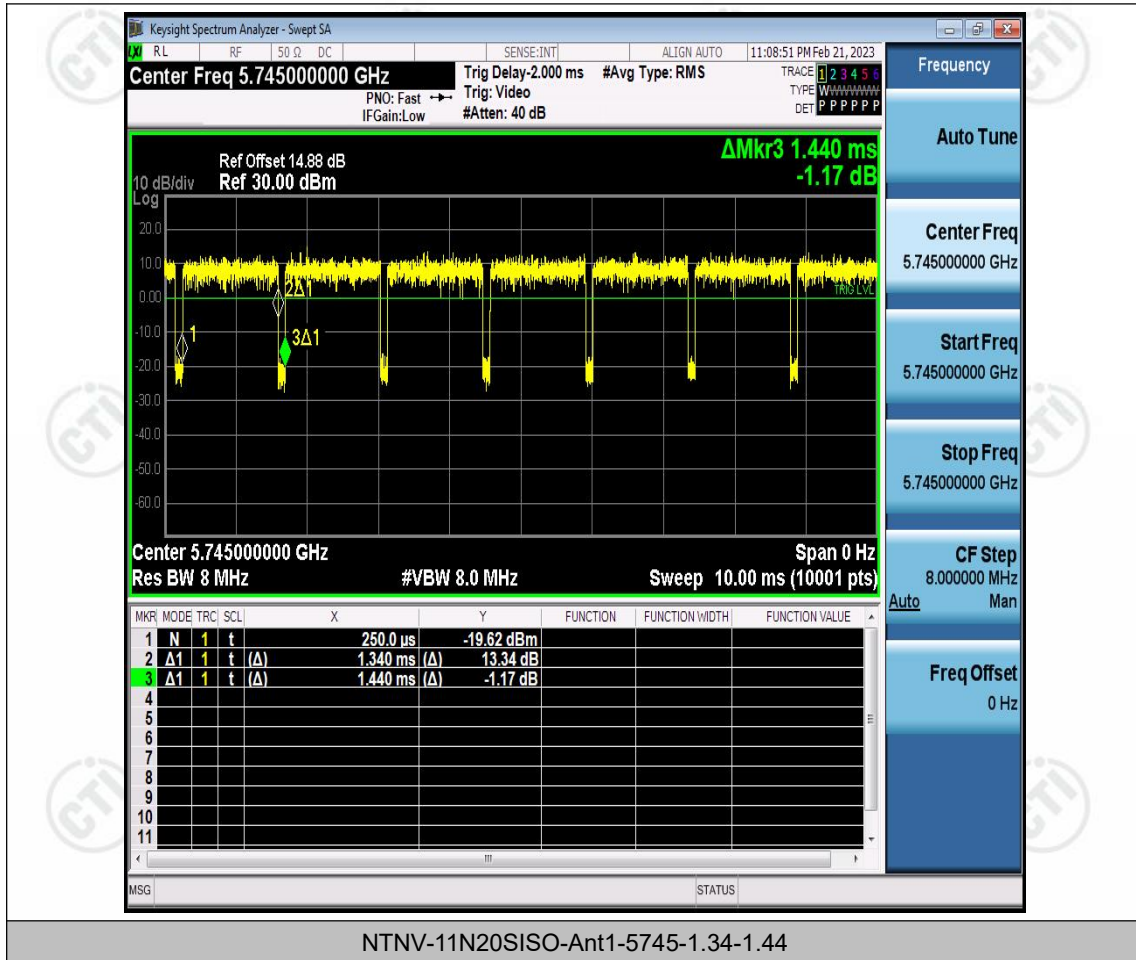 Keysight Spectrum Analyzer - Swept SA
LXI RL RF 50 Ω DC SENSE:INT ALIGN AUTO 11:08:51 PM Feb 21, 2023
Center Freq 5.745000000 GHz
PNO: Fast
IFGain:Low
Trig Delay-2.000 ms
Trig: Video
#Atten: 40 dB
#Avg Type: RMS
TRACE 1 2 3 4 5 6
TYPE WWWWWW
DET P P P P P P
Frequency
Auto Tune
Center Freq
5.745000000 GHz
Start Freq
5.745000000 GHz
Stop Freq
5.745000000 GHz
CF Step
8.000000 MHz
Auto Man
Freq Offset
0 Hz
ΔMkr3 1.440 ms
-1.17 dB
Ref Offset 14.88 dB
10 dB/div Ref 30.00 dBm
Log
20.0
10.0
0.00
-10.0
-20.0
-30.0
-40.0
-50.0
-60.0
1
2Δ1
3Δ1
TRIG LVL
Center 5.745000000 GHz Span 0 Hz
Res BW 8 MHz #VBW 8.0 MHz Sweep 10.00 ms (10001 pts)
MKR MODE TRC SCL X Y FUNCTION FUNCTION WIDTH FUNCTION VALUE
1 N 1 t 250.0 µs -19.62 dBm
2 Δ1 1 t (Δ) 1.340 ms (Δ) 13.34 dB
3 Δ1 1 t (Δ) 1.440 ms (Δ) -1.17 dB
4
5
6
7
8
9
10
11
MSG STATUS
NTNV-11N20SISO-Ant1-5745-1.34-1.44
CTI
CTI
CTI
CTI
CTI
CTI